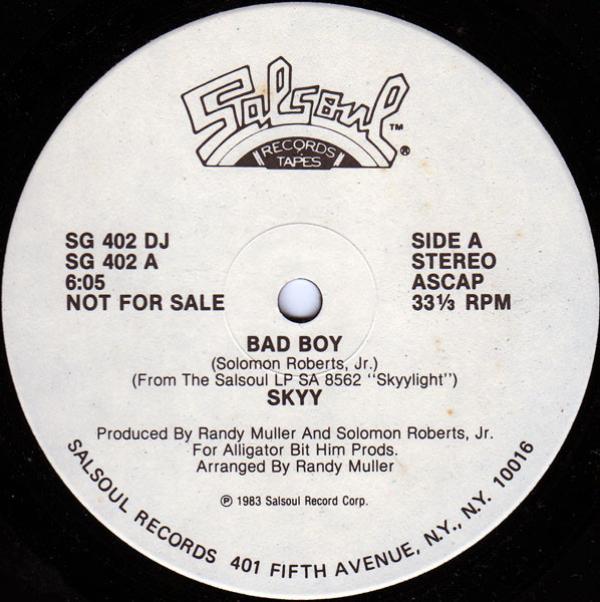 Salsoul™
RECORDS
TAPES®
SG 402 DJ
SG 402 A
6:05
NOT FOR SALE
SIDE A
STEREO
ASCAP
33⅓ RPM
BAD BOY
(Solomon Roberts, Jr.)
(From The Salsoul LP SA 8562 "Skyylight")
SKYY
Produced By Randy Muller And Solomon Roberts, Jr.
For Alligator Bit Him Prods.
Arranged By Randy Muller
℗ 1983 Salsoul Record Corp.
SALSOUL RECORDS 401 FIFTH AVENUE, N.Y., N.Y. 10016